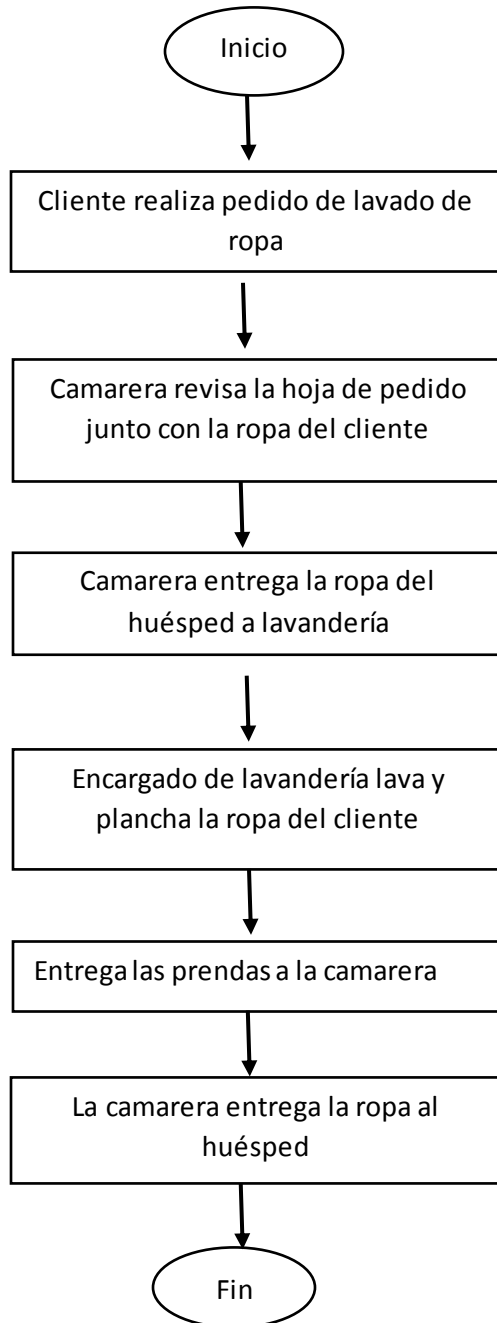 Inicio
Cliente realiza pedido de lavado de
ropa
Camarera revisa la hoja de pedido
junto con la ropa del cliente
Camarera entrega la ropa del
huésped a lavandería
Encargado de lavandería lava y
plancha la ropa del cliente
Entrega las prendas a la camarera
La camarera entrega la ropa al
huésped
Fin